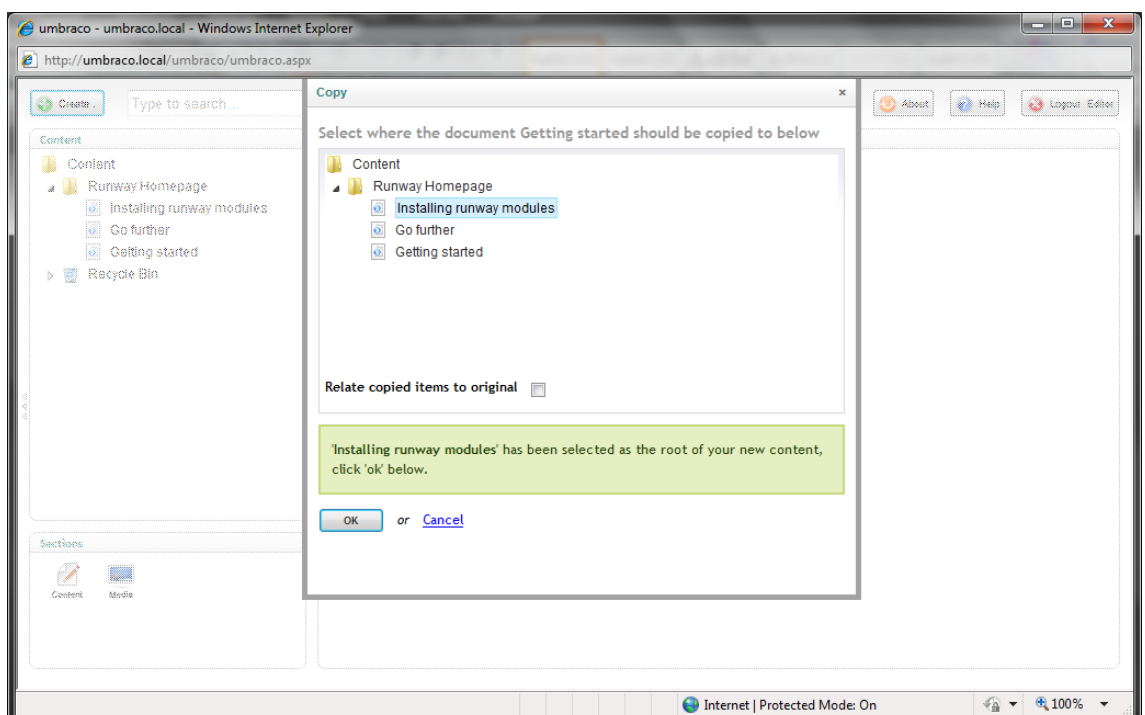 umbraco - umbraco.local - Windows Internet Explorer
http://umbraco.local/umbraco/umbraco.aspx
Create
Type to search...
About
Help
Logout: Editor
Content
Content
Runway Homepage
Installing runway modules
Go further
Getting started
Recycle Bin
Sections
Content
Media
Copy
Select where the document Getting started should be copied to below
Content
Runway Homepage
Installing runway modules
Go further
Getting started
Relate copied items to original
'Installing runway modules' has been selected as the root of your new content,
click 'ok' below.
OK or Cancel
Internet | Protected Mode: On
100%